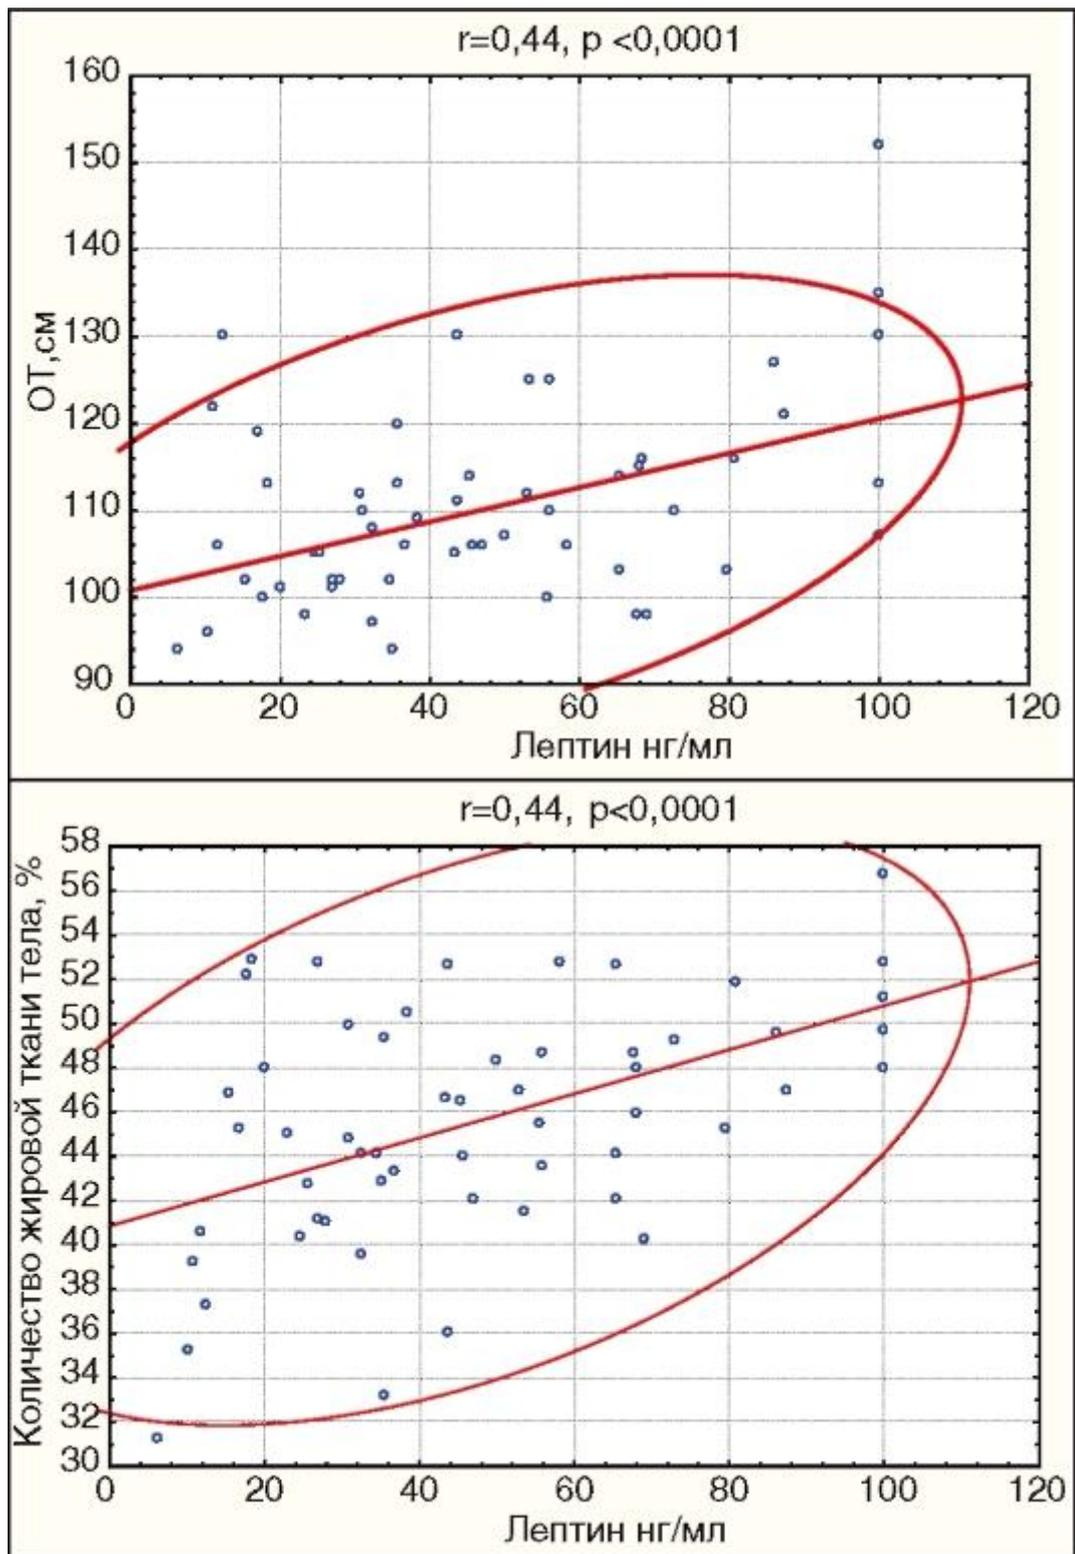 r=0,44, p <0,0001
160
150
140
130
120
110
100
90
ОТ,см
0 20 40 60 80 100 120
Лептин нг/мл
r=0,44, p<0,0001
58
56
54
52
50
48
46
44
42
40
38
36
34
32
30
Количество жировой ткани тела, %
0 20 40 60 80 100 120
Лептин нг/мл